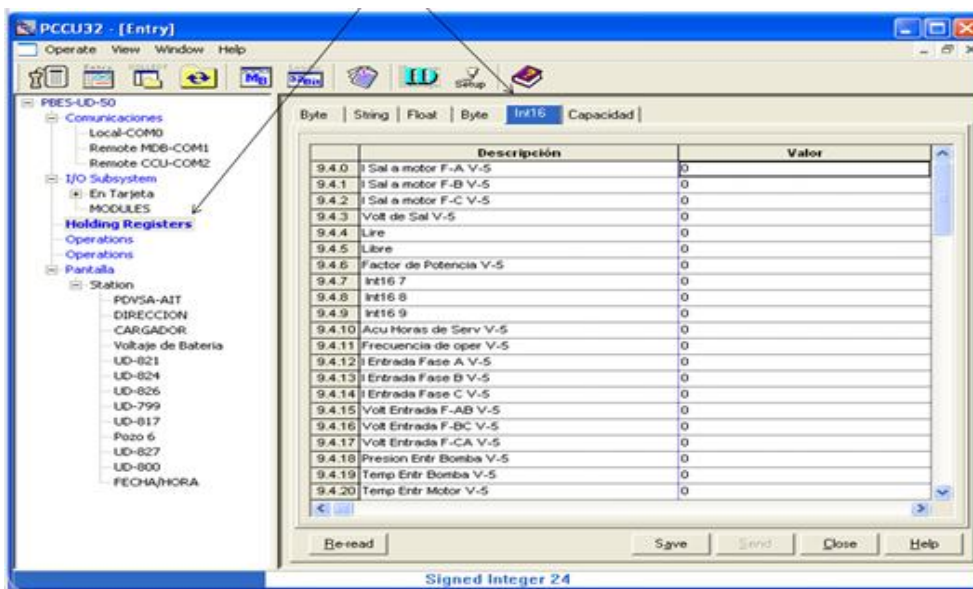 PCCU32 - [Entry]
Operate View Window Help
PBES-UD-50
Comunicaciones
Local-COM0
Remote MDB-COM1
Remote CCU-COM2
I/O Subsystem
En Tarjeta
MODULES
Holding Registers
Operations
Operations
Pantalla
Station
PDVSA-AIT
DIRECCION
CARGADOR
Voltaje de Bateria
UD-821
UD-824
UD-826
UD-799
UD-817
Pozo 6
UD-827
UD-800
FECHA/HORA
Byte String Float Byte Int16 Capacidad
Descripción Valor
9.4.0 I Sal a motor F-A V-5 0
9.4.1 I Sal a motor F-B V-5 0
9.4.2 I Sal a motor F-C V-5 0
9.4.3 Volt de Sal V-5 0
9.4.4 Lire 0
9.4.5 Libre 0
9.4.6 Factor de Potencia V-5 0
9.4.7 Int16 7 0
9.4.8 Int16 8 0
9.4.9 Int16 9 0
9.4.10 Acu Horas de Serv V-5 0
9.4.11 Frecuencia de oper V-5 0
9.4.12 I Entrada Fase A V-5 0
9.4.13 I Entrada Fase B V-5 0
9.4.14 I Entrada Fase C V-5 0
9.4.15 Volt Entrada F-AB V-5 0
9.4.16 Volt Entrada F-BC V-5 0
9.4.17 Volt Entrada F-CA V-5 0
9.4.18 Presion Entr Bomba V-5 0
9.4.19 Temp Entr Bomba V-5 0
9.4.20 Temp Entr Motor V-5 0
Re-read Save Send Close Help
Signed Integer 24